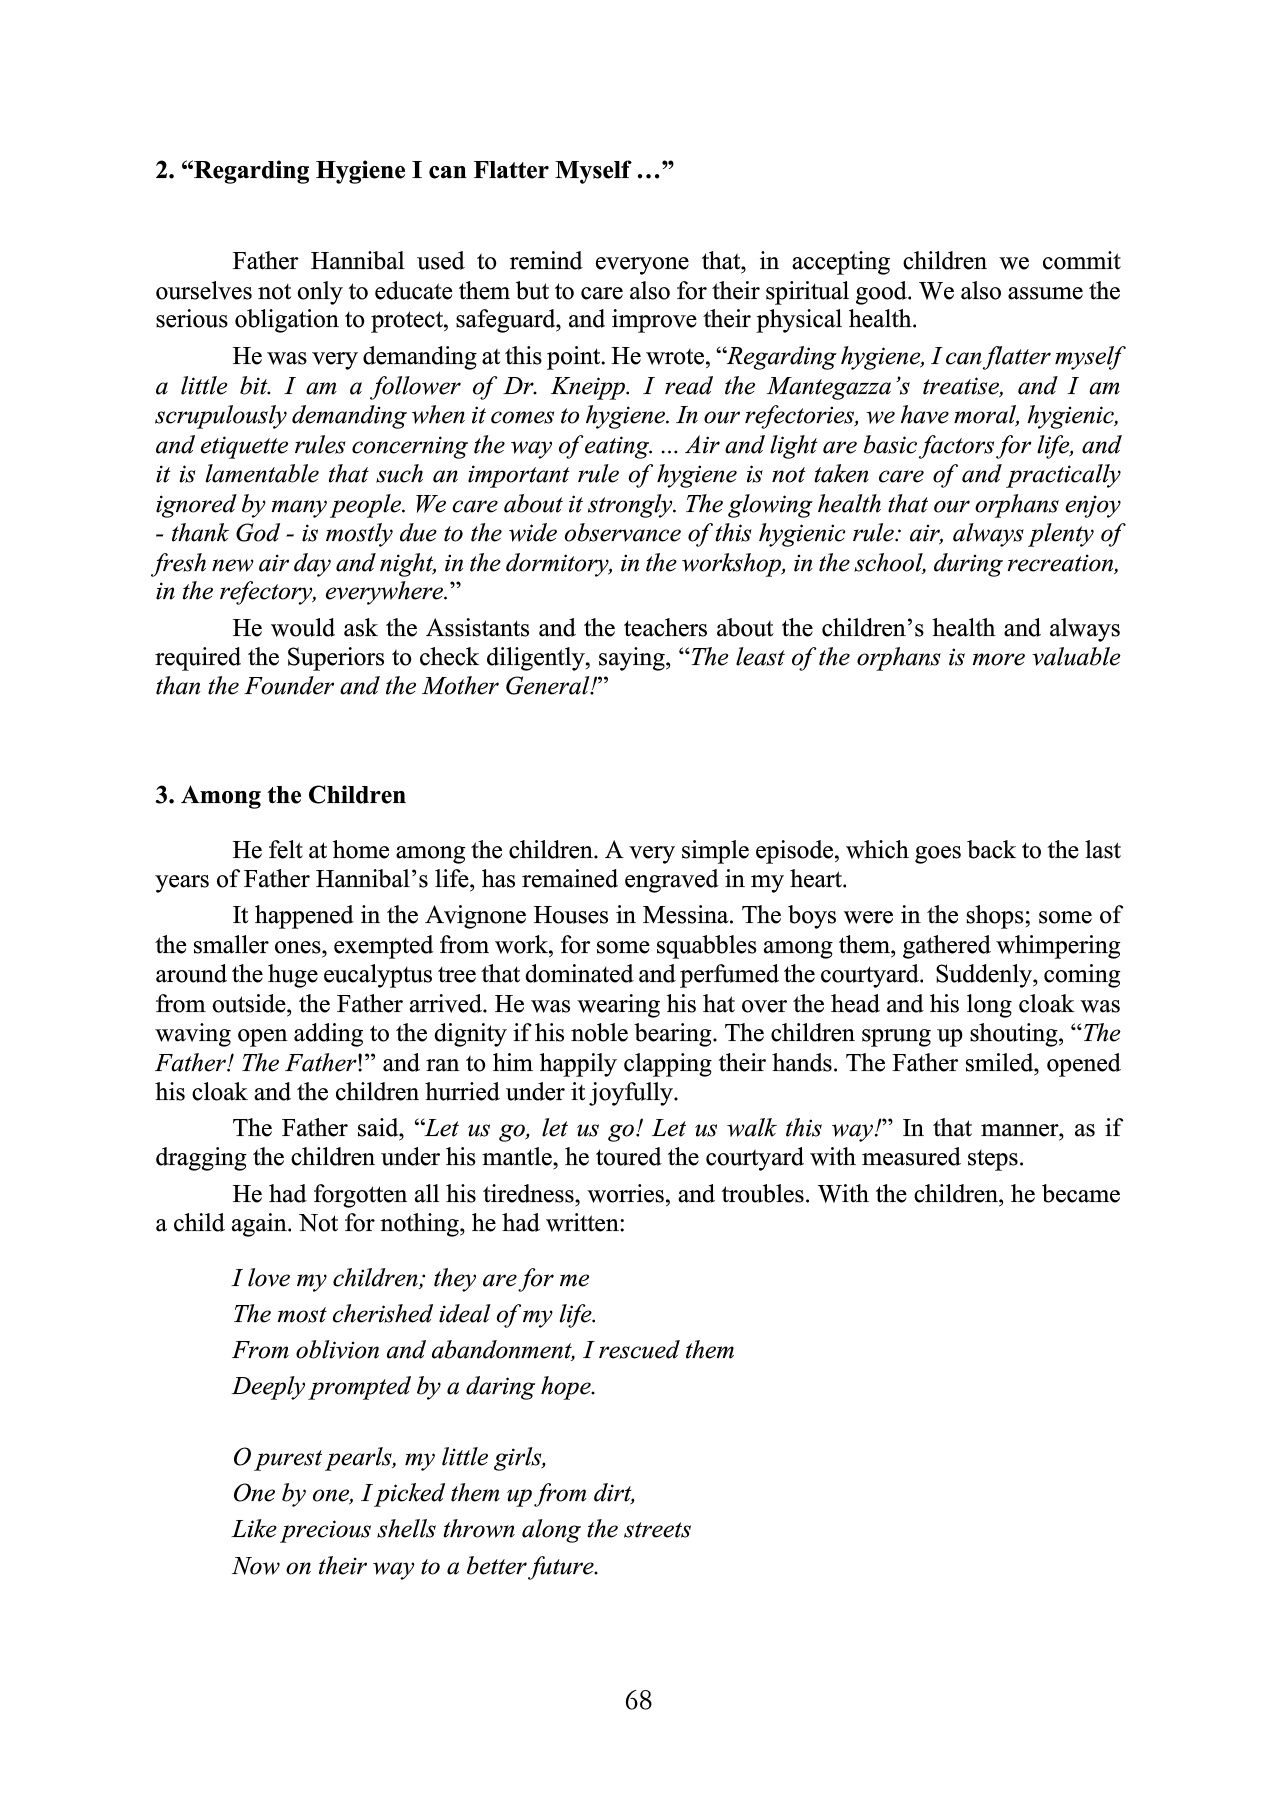 2. “Regarding Hygiene I can Flatter Myself …”
Father Hannibal used to remind everyone that, in accepting children we commit
ourselves not only to educate them but to care also for their spiritual good. We also assume the
serious obligation to protect, safeguard, and improve their physical health.
He was very demanding at this point. He wrote, “Regarding hygiene, I can flatter myself
a little bit. I am a follower of Dr. Kneipp. I read the Mantegazza’s treatise, and I am
scrupulously demanding when it comes to hygiene. In our refectories, we have moral, hygienic,
and etiquette rules concerning the way of eating. ... Air and light are basic factors for life, and
it is lamentable that such an important rule of hygiene is not taken care of and practically
ignored by many people. We care about it strongly. The glowing health that our orphans enjoy
- thank God - is mostly due to the wide observance of this hygienic rule: air, always plenty of
fresh new air day and night, in the dormitory, in the workshop, in the school, during recreation,
in the refectory, everywhere.”
He would ask the Assistants and the teachers about the children’s health and always
required the Superiors to check diligently, saying, “The least of the orphans is more valuable
than the Founder and the Mother General!”
3. Among the Children
He felt at home among the children. A very simple episode, which goes back to the last
years of Father Hannibal’s life, has remained engraved in my heart.
It happened in the Avignone Houses in Messina. The boys were in the shops; some of
the smaller ones, exempted from work, for some squabbles among them, gathered whimpering
around the huge eucalyptus tree that dominated and perfumed the courtyard. Suddenly, coming
from outside, the Father arrived. He was wearing his hat over the head and his long cloak was
waving open adding to the dignity if his noble bearing. The children sprung up shouting, “The
Father! The Father!” and ran to him happily clapping their hands. The Father smiled, opened
his cloak and the children hurried under it joyfully.
The Father said, “Let us go, let us go! Let us walk this way!” In that manner, as if
dragging the children under his mantle, he toured the courtyard with measured steps.
He had forgotten all his tiredness, worries, and troubles. With the children, he became
a child again. Not for nothing, he had written:
I love my children; they are for me
The most cherished ideal of my life.
From oblivion and abandonment, I rescued them
Deeply prompted by a daring hope.
O purest pearls, my little girls,
One by one, I picked them up from dirt,
Like precious shells thrown along the streets
Now on their way to a better future.
68